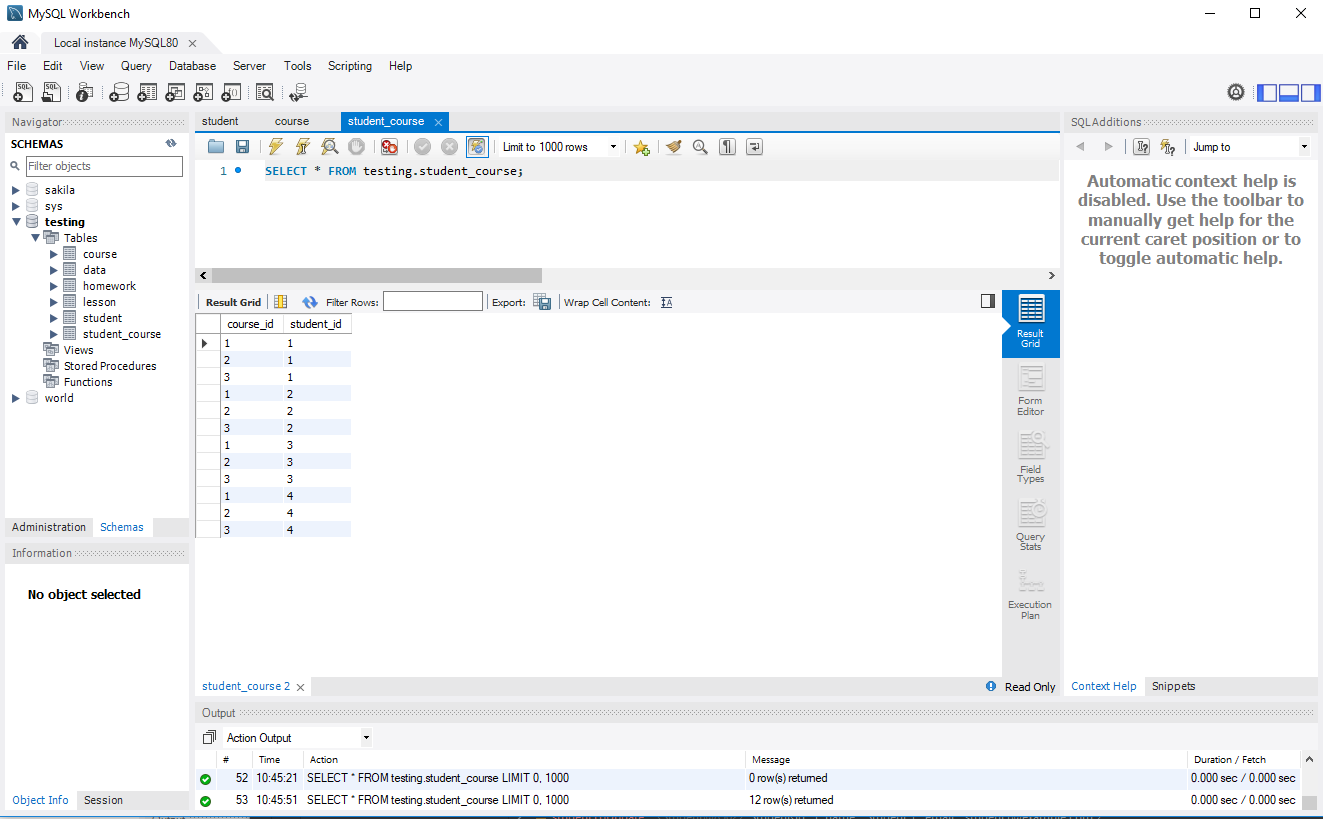 MySQL Workbench
Local instance MySQL80
File Edit View Query Database Server Tools Scripting Help
Navigator
SCHEMAS
Filter objects
sakila
sys
testing
Tables
course
data
homework
lesson
student
student_course
Views
Stored Procedures
Functions
world
Administration Schemas
Information
No object selected
Object Info Session
student course student_course
Limit to 1000 rows
1 SELECT * FROM testing.student_course;
Result Grid Filter Rows: Export: Wrap Cell Content:
course_id student_id
1 1
2 1
3 1
1 2
2 2
3 2
1 3
2 3
3 3
1 4
2 4
3 4
Result
Grid
Form
Editor
Field
Types
Query
Stats
Execution
Plan
student_course 2
Read Only
SQLAdditions
Jump to
Automatic context help is
disabled. Use the toolbar to
manually get help for the
current caret position or to
toggle automatic help.
Context Help Snippets
Output
Action Output
# Time Action Message Duration / Fetch
52 10:45:21 SELECT * FROM testing.student_course LIMIT 0, 1000 0 row(s) returned 0.000 sec / 0.000 sec
53 10:45:51 SELECT * FROM testing.student_course LIMIT 0, 1000 12 row(s) returned 0.000 sec / 0.000 sec